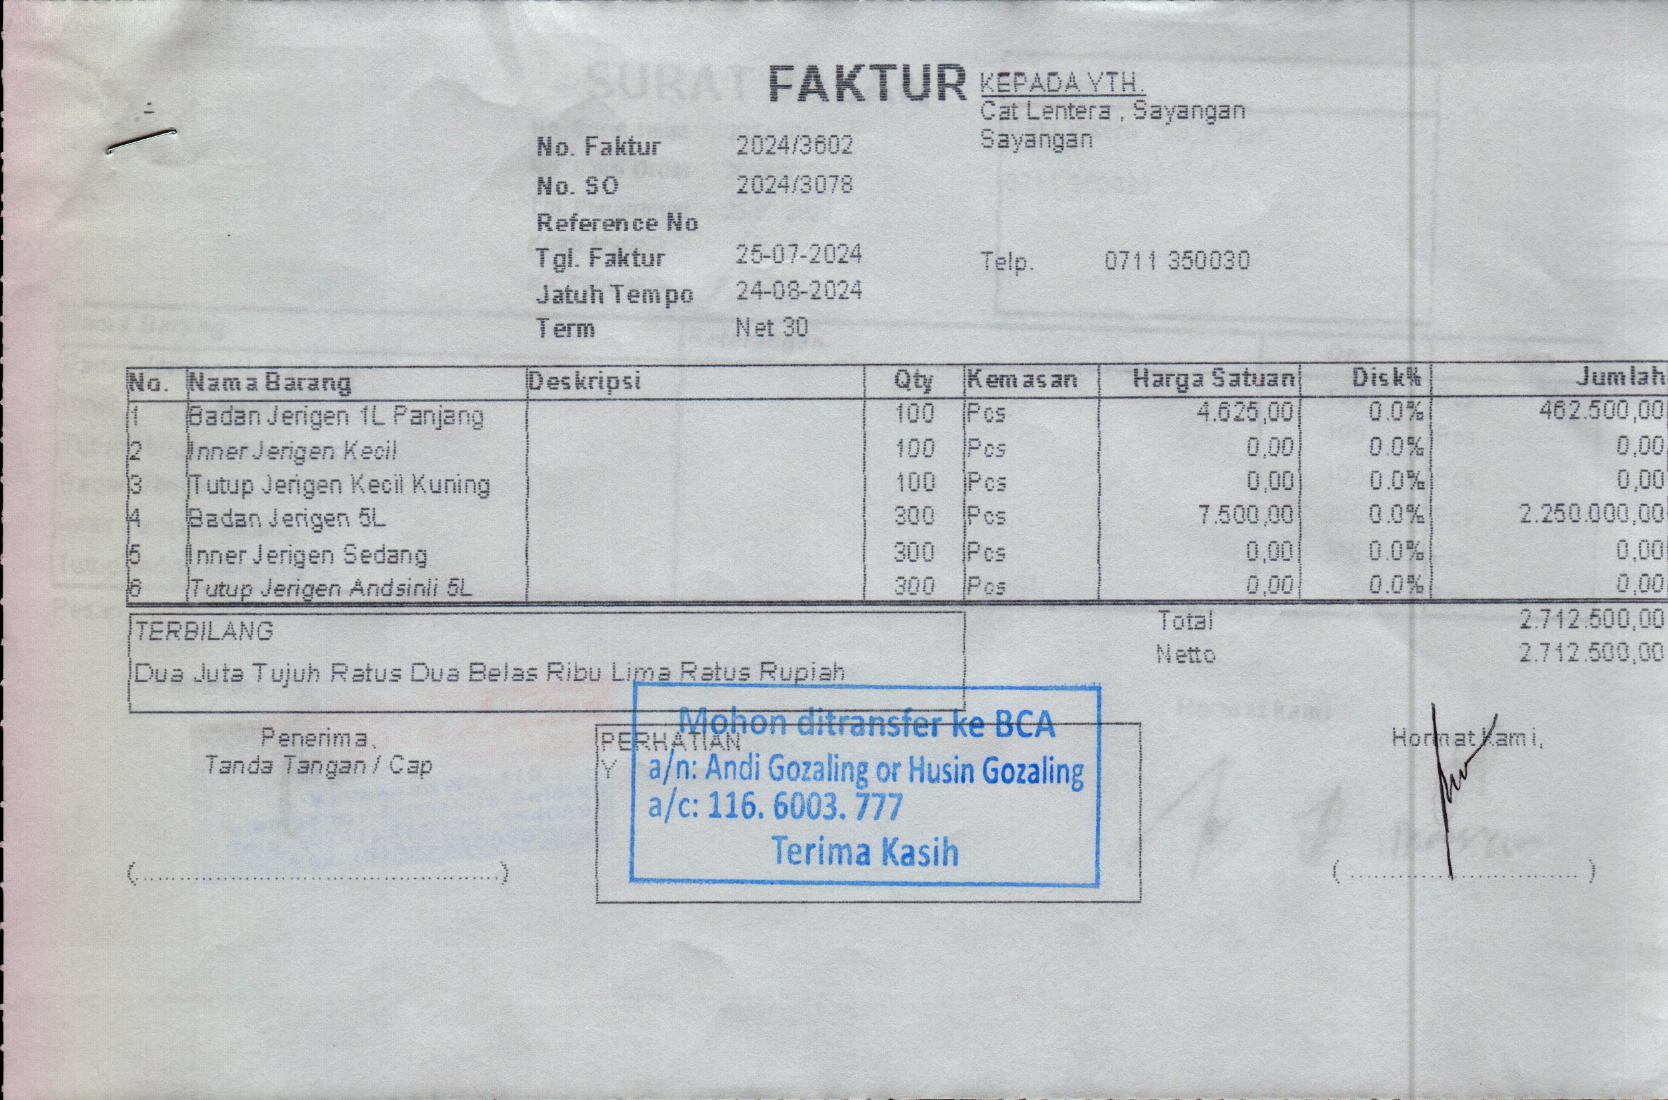 FAKTUR
KEPADA YTH.
Cat Lentera , Sayangan
Sayangan
No. Faktur 2024/3602
No. SO 2024/3078
Reference No
Tgl. Faktur 25-07-2024
Telp. 0711 350030
Jatuh Tempo 24-08-2024
Term Net 30
No. Nama Barang Deskripsi Qty Kemasan Harga Satuan Disk% Jumlah
1 Badan Jerigen 1L Panjang 100 Pcs 4.625,00 0.0% 462.500,00
2 Inner Jerigen Kecil 100 Pcs 0,00 0.0% 0,00
3 Tutup Jerigen Kecil Kuning 100 Pcs 0,00 0.0% 0,00
4 Badan Jerigen 5L 300 Pcs 7.500,00 0.0% 2.250.000,00
5 Inner Jerigen Sedang 300 Pcs 0,00 0.0% 0,00
6 Tutup Jerigen Andsinli 5L 300 Pcs 0,00 0.0% 0,00
TERBILANG
Dua Juta Tujuh Ratus Dua Belas Ribu Lima Ratus Rupiah
Total 2.712.500,00
Netto 2.712.500,00
Penerima,
Tanda Tangan / Cap
PERHATIAN
Y
Mohon ditransfer ke BCA
a/n: Andi Gozaling or Husin Gozaling
a/c: 116. 6003. 777
Terima Kasih
Hormat Kami,
(..............................................)
( ............................. )